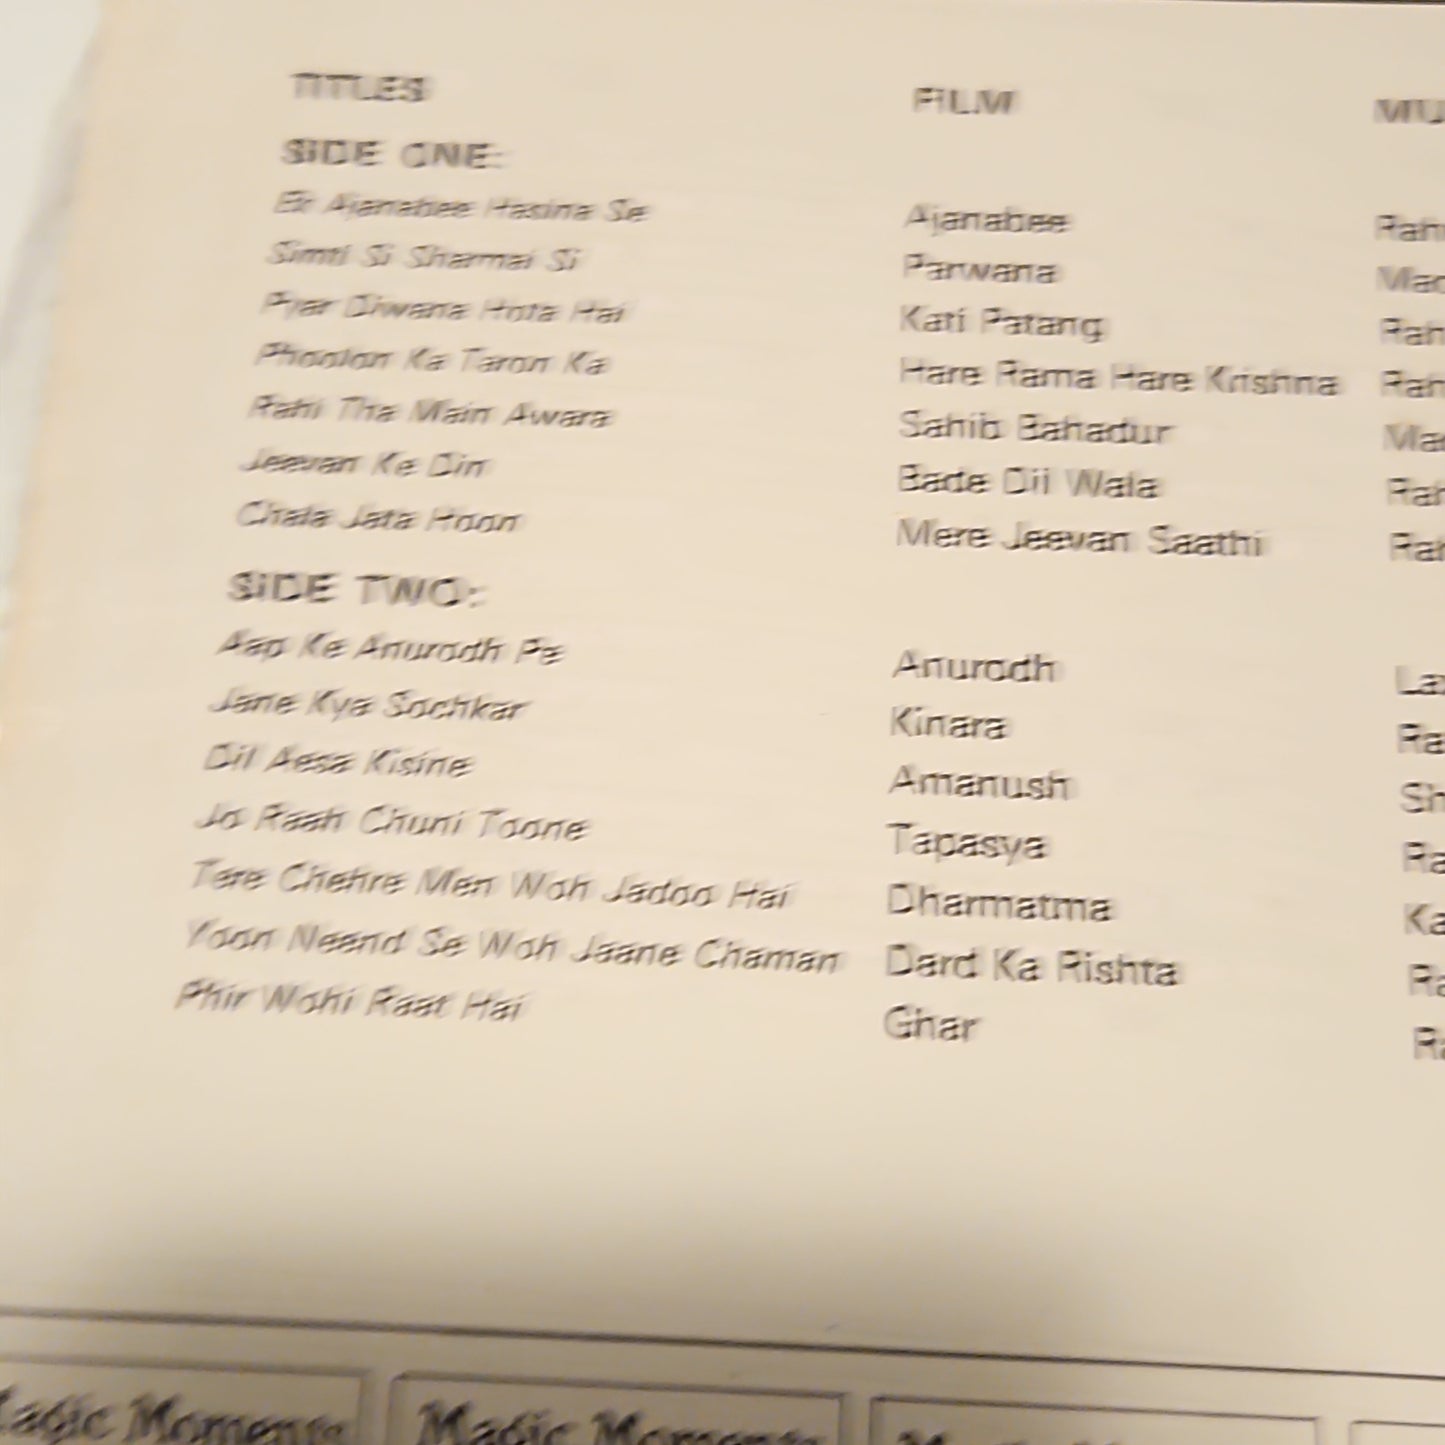 TITLES FILM
SIDE ONE:
Ek Ajanabee Hasina Se Ajanabee
Simti Si Sharmai Si Parwana
Pyar Diwana Hota Hai Kati Patang
Phoolon Ka Taron Ka Hare Rama Hare Krishna
Rahi Tha Main Awara Sahib Bahadur
Jeevan Ke Din Bade Dil Wala
Chala Jata Hoon Mere Jeevan Saathi
SIDE TWO:
Aap Ke Anurodh Pe Anurodh
Jane Kya Sochkar Kinara
Dil Aesa Kisine Amanush
Jo Raah Chuni Toone Tapasya
Tere Chehre Men Woh Jadoo Hai Dharmatma
Yoon Neend Se Woh Jaane Chaman Dard Ka Rishta
Phir Wohi Raat Hai Ghar
Magic Moments Magic Moments